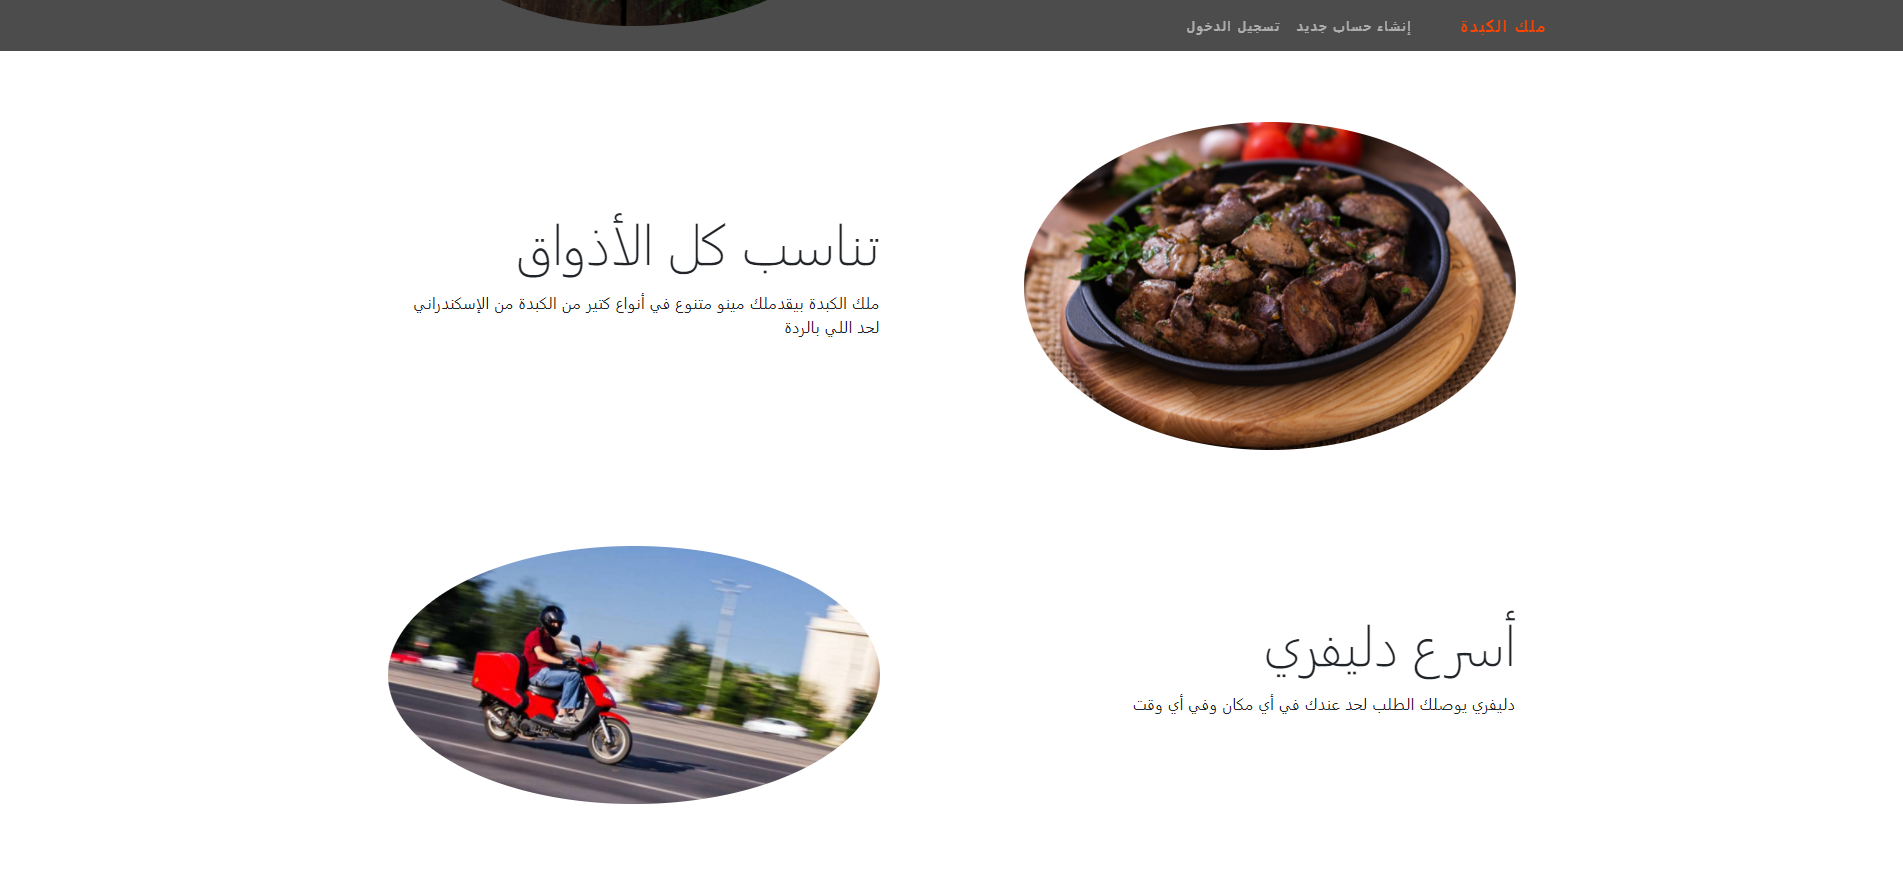 ملك الكبدة
إنشاء حساب جديد
تسجيل الدخول
تناسب كل الأذواق
ملك الكبدة بيقدملك مينو متنوع في أنواع كتير من الكبدة من الإسكندراني
لحد اللي بالردة
أسرع دليفري
دليفري يوصلك الطلب لحد عندك في أي مكان وفي أي وقت